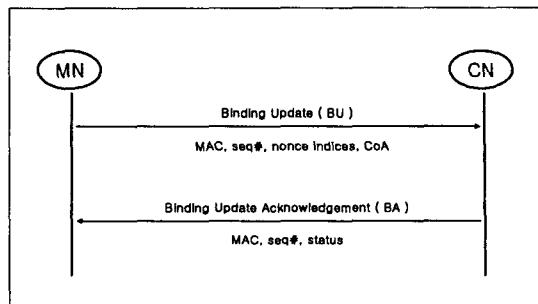 MN
CN
Binding Update ( BU )
MAC, seq#, nonce indices, CoA
Binding Update Acknowledgement ( BA )
MAC, seq#, status